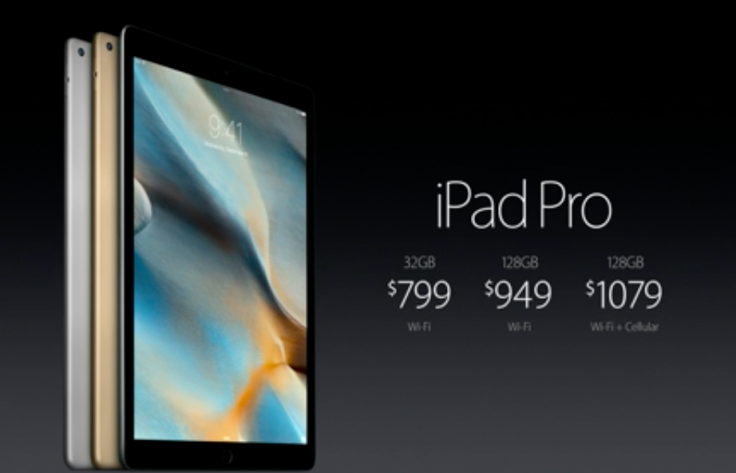 9:41
iPad Pro
32GB 128GB 128GB
$799 $949 $1079
Wi-Fi Wi-Fi Wi-Fi + Cellular